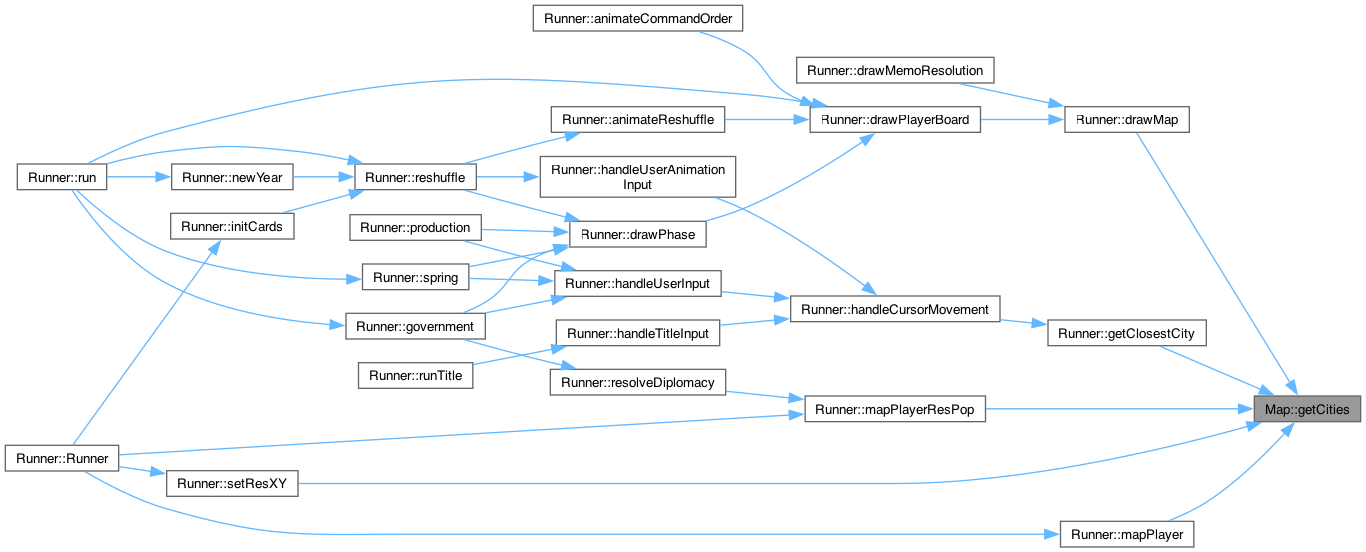 Runner::animateCommandOrder
Runner::drawMemoResolution
Runner::animateReshuffle
Runner::drawPlayerBoard
Runner::drawMap
Runner::run
Runner::newYear
Runner::reshuffle
Runner::handleUserAnimation
Input
Runner::initCards
Runner::production
Runner::drawPhase
Runner::spring
Runner::handleUserInput
Runner::government
Runner::handleTitleInput
Runner::handleCursorMovement
Runner::getClosestCity
Runner::runTitle
Runner::resolveDiplomacy
Runner::mapPlayerResPop
Map::getCities
Runner::Runner
Runner::setResXY
Runner::mapPlayer